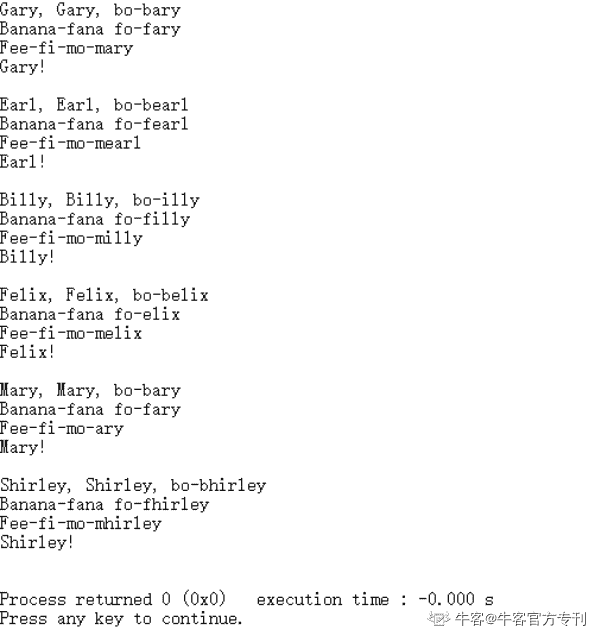 Gary, Gary, bo-bary
Banana-fana fo-fary
Fee-fi-mo-mary
Gary!
Earl, Earl, bo-bearl
Banana-fana fo-fearl
Fee-fi-mo-mearl
Earl!
Billy, Billy, bo-illy
Banana-fana fo-filly
Fee-fi-mo-milly
Billy!
Felix, Felix, bo-belix
Banana-fana fo-elix
Fee-fi-mo-melix
Felix!
Mary, Mary, bo-bary
Banana-fana fo-fary
Fee-fi-mo-ary
Mary!
Shirley, Shirley, bo-bhirley
Banana-fana fo-fhirley
Fee-fi-mo-mhirley
Shirley!
Process returned 0 (0x0)   execution time : -0.000 s
Press any key to continue.
牛客@牛客官方专刊